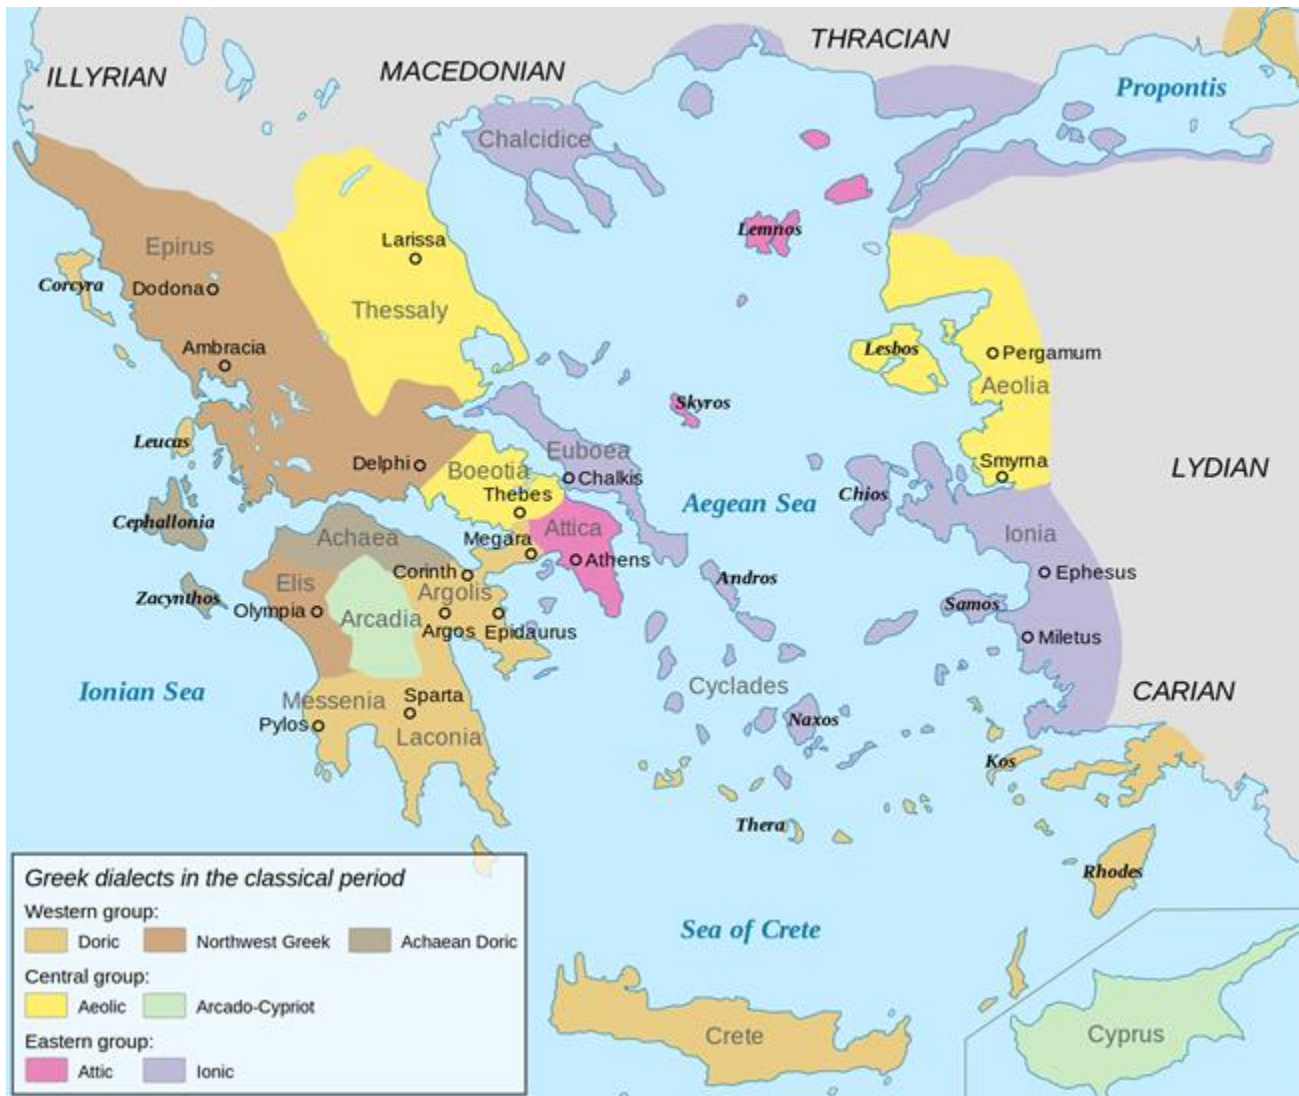 THRACIAN
ILLYRIAN
MACEDONIAN
Propontis
Chalcidice
Lemnos
Epirus
Larissa
Corcyra
Dodona
Thessaly
Ambracia
Lesbos
Pergamum
Aeolia
Skyros
Leucas
Delphi
Boeotia
Euboea
Chalkis
Smyrna
LYDIAN
Thebes
Aegean Sea
Chios
Cephallonia
Achaea
Megara
Attica
Ionia
Athens
Corinth
Elis
Argolis
Andros
Ephesus
Zacynthos
Olympia
Arcadia
Samos
Argos
Epidaurus
Miletus
Ionian Sea
Messenia
Sparta
Cyclades
CARIAN
Pylos
Laconia
Naxos
Kos
Thera
Rhodes
Sea of Crete
Crete
Cyprus
Greek dialects in the classical period
Western group:
Doric Northwest Greek Achaean Doric
Central group:
Aeolic Arcado-Cypriot
Eastern group:
Attic Ionic